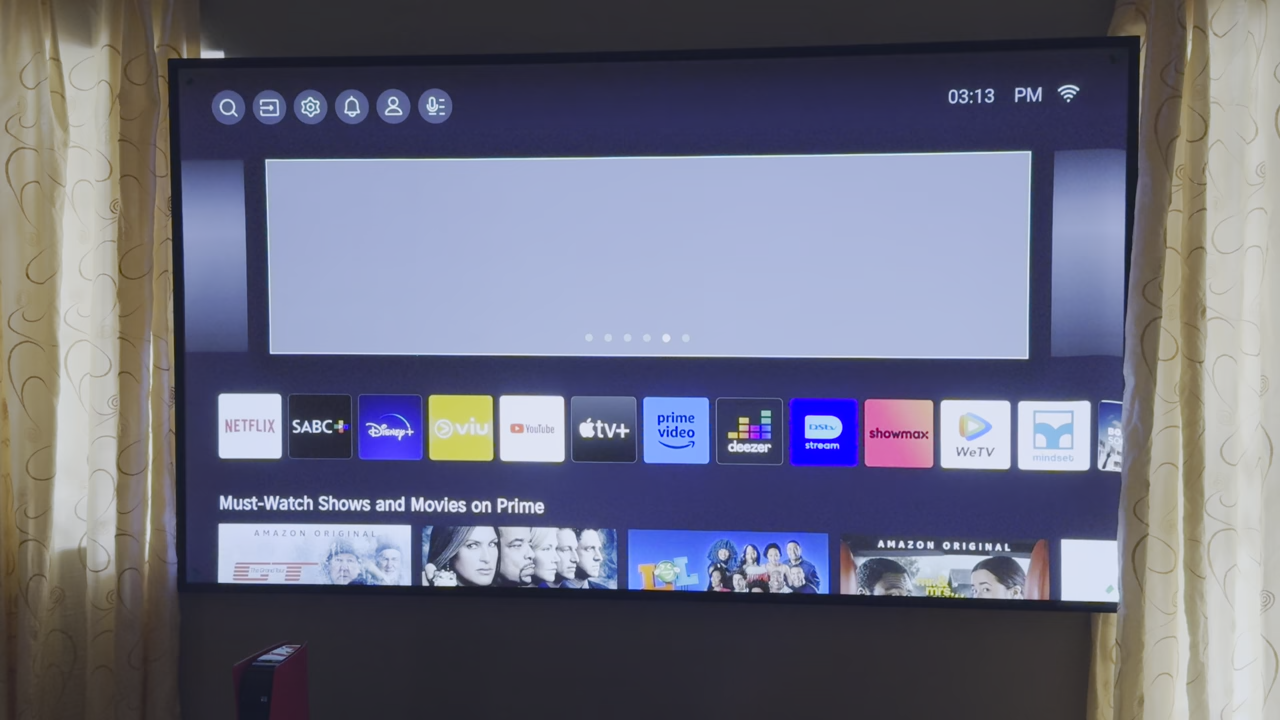 03:13 PM
NETFLIX
SABC+
Disney+
viu
YouTube
tv+
prime video
deezer
DStv stream
showmax
WeTV
mindset
Must-Watch Shows and Movies on Prime
AMAZON ORIGINAL
GT
AMAZON ORIGINAL